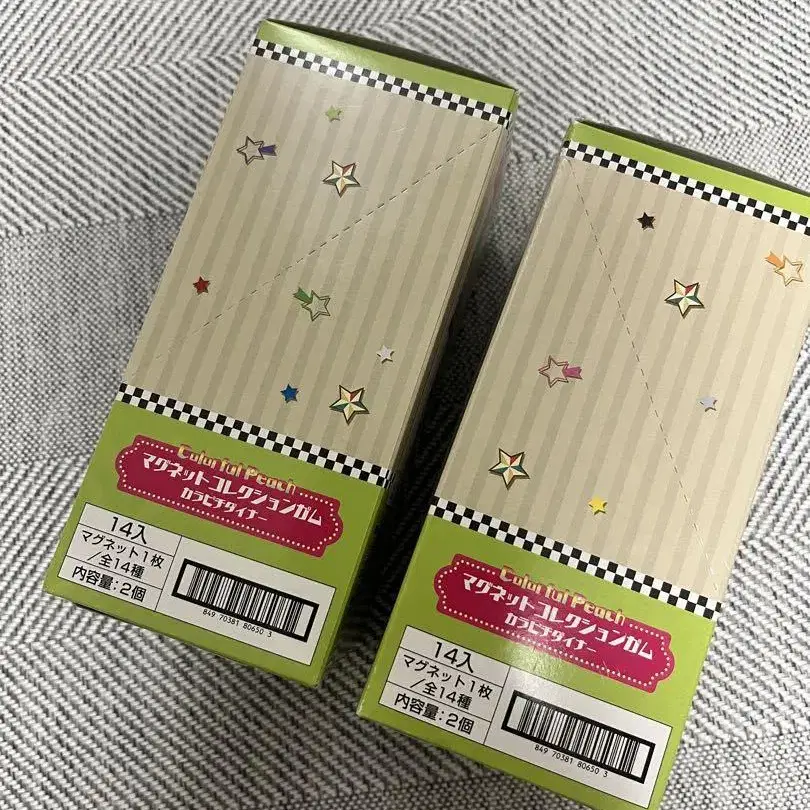 Colorful Peach
マグネットコレクションガム
カラピチダイナー
14入
マグネット1枚
/全14種
内容量:2個
849 70381 80650 3
Colorful Peach
マグネットコレクションガム
カラピチダイナー
14入
マグネット1枚
/全14種
内容量:2個
849 70381 80650 3